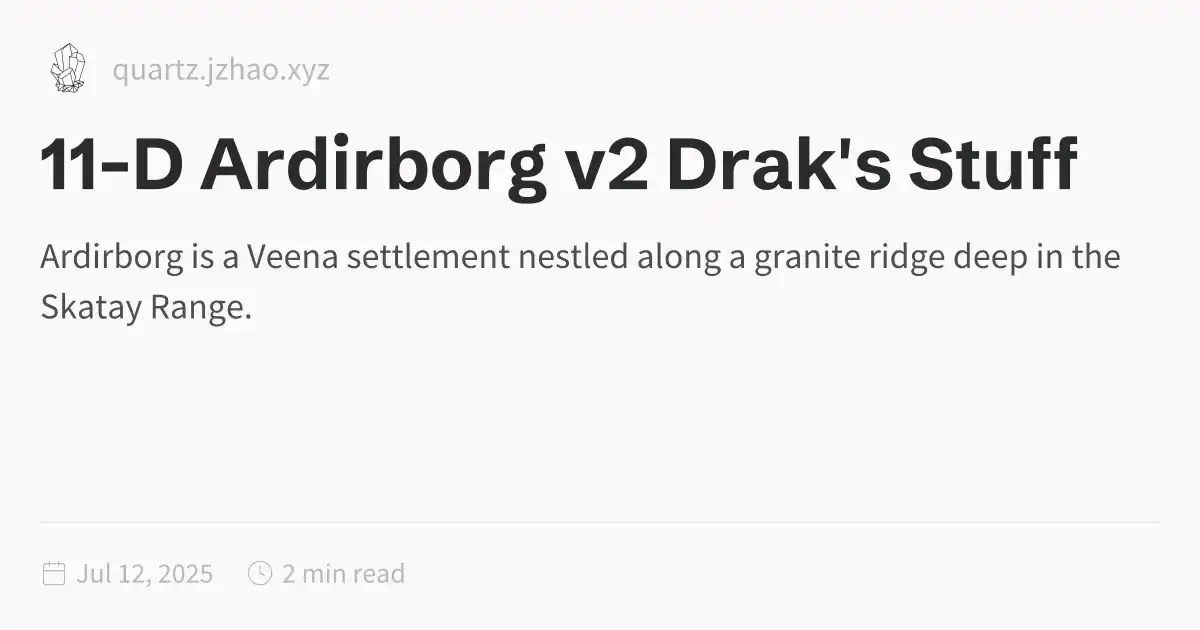 quartz.jzhao.xyz
11-D Ardirborg v2 Drak's Stuff
Ardirborg is a Veena settlement nestled along a granite ridge deep in the
Skatay Range.
Jul 12, 2025 2 min read